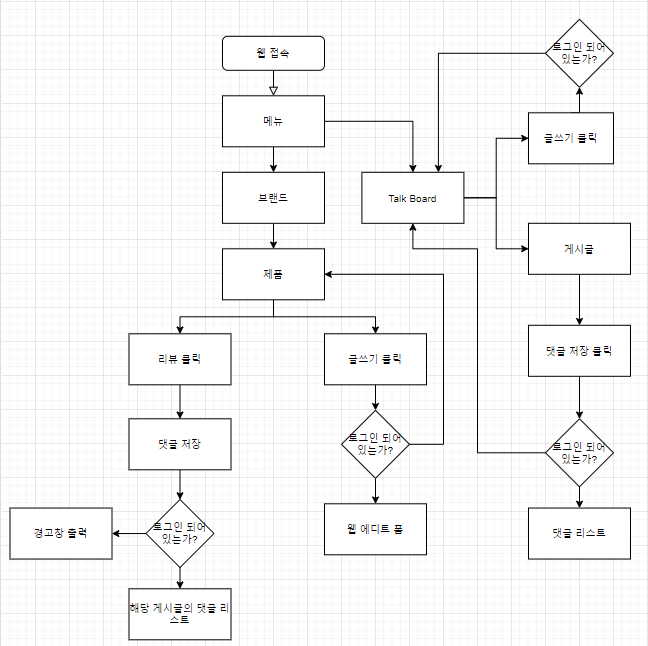 웹 접속
메뉴
브랜드
제품
리뷰 클릭
댓글 저장
로그인 되어
있는가?
경고창 출력
해당 게시글의 댓글 리
스트
글쓰기 클릭
로그인 되어
있는가?
웹 에디트 폼
Talk Board
글쓰기 클릭
로그인 되어
있는가?
게시글
댓글 저장 클릭
로그인 되어
있는가?
댓글 리스트